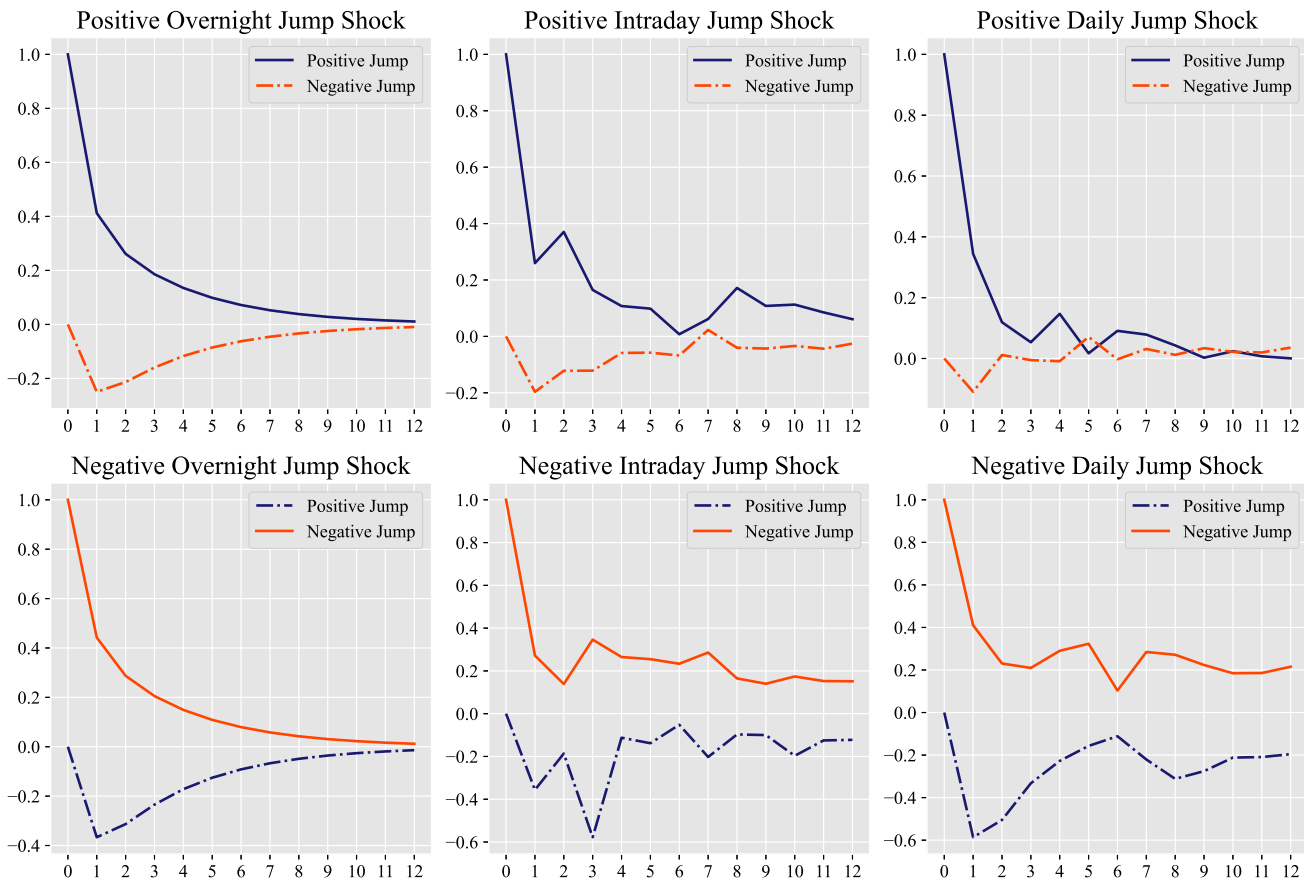 Positive Overnight Jump Shock
Positive Jump
Negative Jump
1.0
0.8
0.6
0.4
0.2
0.0
−0.2
0 1 2 3 4 5 6 7 8 9 10 11 12
Positive Intraday Jump Shock
Positive Jump
Negative Jump
1.0
0.8
0.6
0.4
0.2
0.0
−0.2
0 1 2 3 4 5 6 7 8 9 10 11 12
Positive Daily Jump Shock
Positive Jump
Negative Jump
1.0
0.8
0.6
0.4
0.2
0.0
0 1 2 3 4 5 6 7 8 9 10 11 12
Negative Overnight Jump Shock
Positive Jump
Negative Jump
1.0
0.8
0.6
0.4
0.2
0.0
−0.2
−0.4
0 1 2 3 4 5 6 7 8 9 10 11 12
Negative Intraday Jump Shock
Positive Jump
Negative Jump
1.0
0.8
0.6
0.4
0.2
0.0
−0.2
−0.4
−0.6
0 1 2 3 4 5 6 7 8 9 10 11 12
Negative Daily Jump Shock
Positive Jump
Negative Jump
1.0
0.8
0.6
0.4
0.2
0.0
−0.2
−0.4
−0.6
0 1 2 3 4 5 6 7 8 9 10 11 12